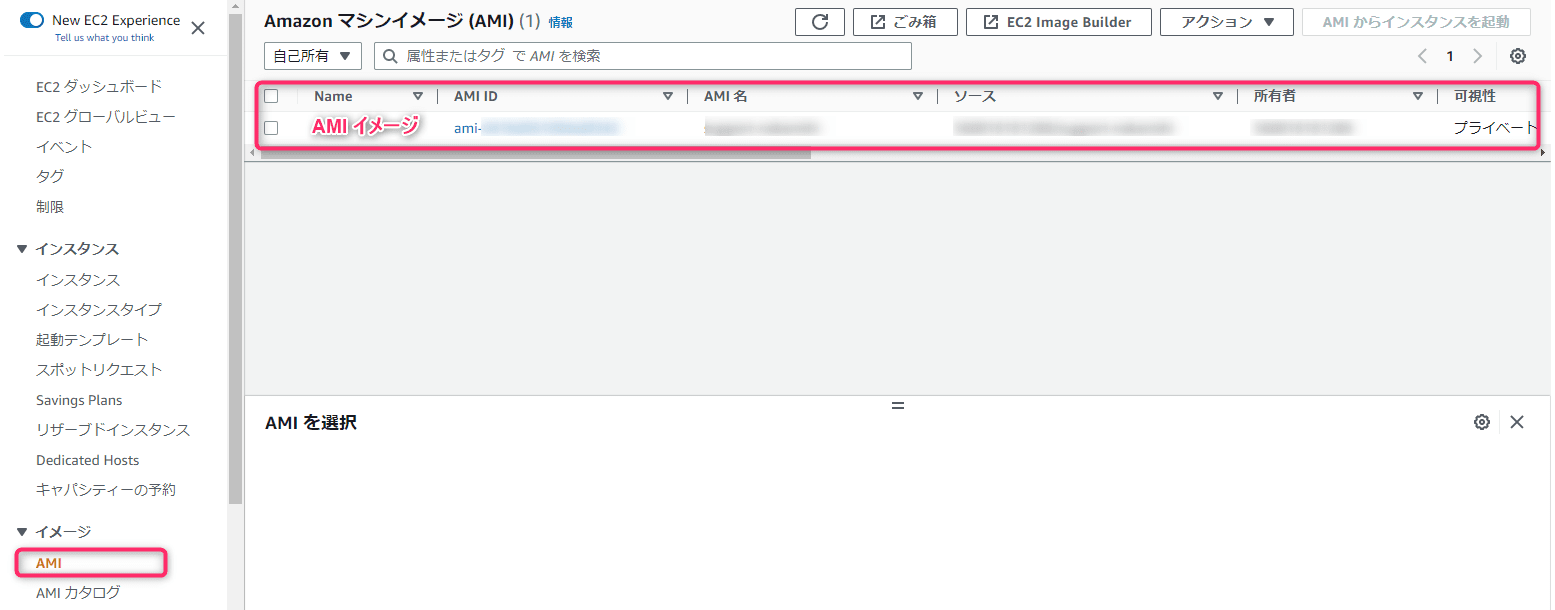 New EC2 Experience
Tell us what you think
EC2 ダッシュボード
EC2 グローバルビュー
イベント
タグ
制限
インスタンス
インスタンス
インスタンスタイプ
起動テンプレート
スポットリクエスト
Savings Plans
リザーブドインスタンス
Dedicated Hosts
キャパシティーの予約
イメージ
AMI
AMI カタログ
Amazon マシンイメージ (AMI) (1) 情報
ごみ箱
EC2 Image Builder
アクション
AMI からインスタンスを起動
自己所有
属性またはタグ で AMI を検索
1
Name AMI ID AMI 名 ソース 所有者 可視性
AMI イメージ ami- プライベート
AMI を選択